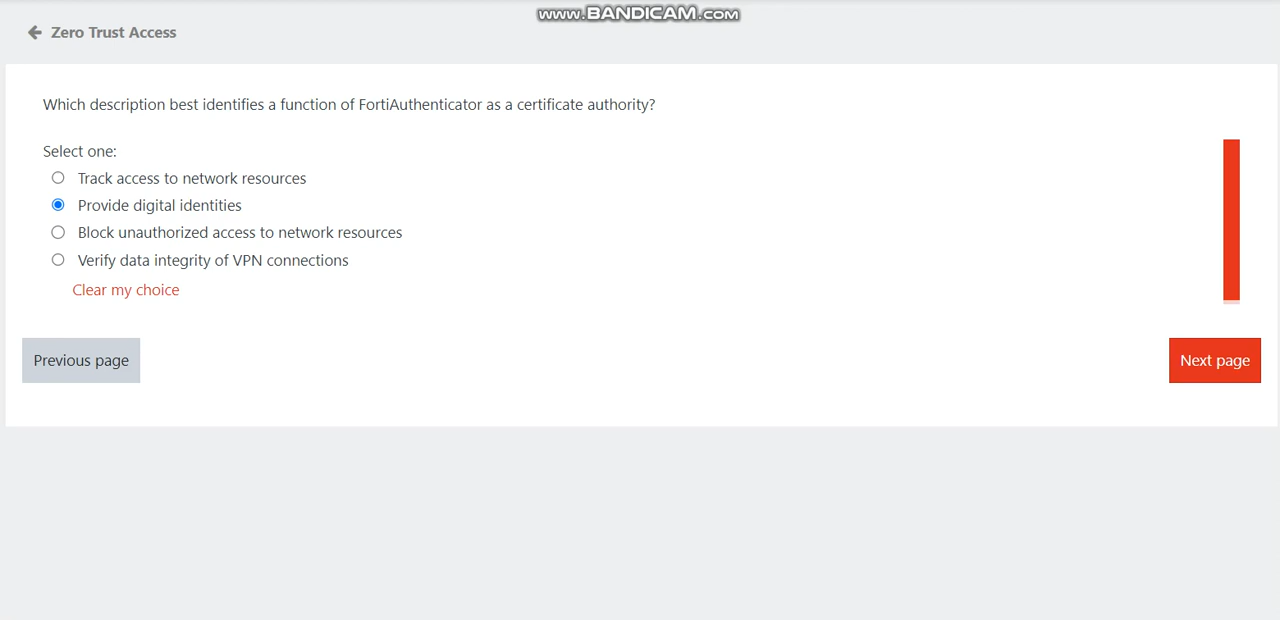 www.BANDICAM.com
Zero Trust Access
Which description best identifies a function of FortiAuthenticator as a certificate authority?
Select one:
Track access to network resources
Provide digital identities
Block unauthorized access to network resources
Verify data integrity of VPN connections
Clear my choice
Previous page
Next page